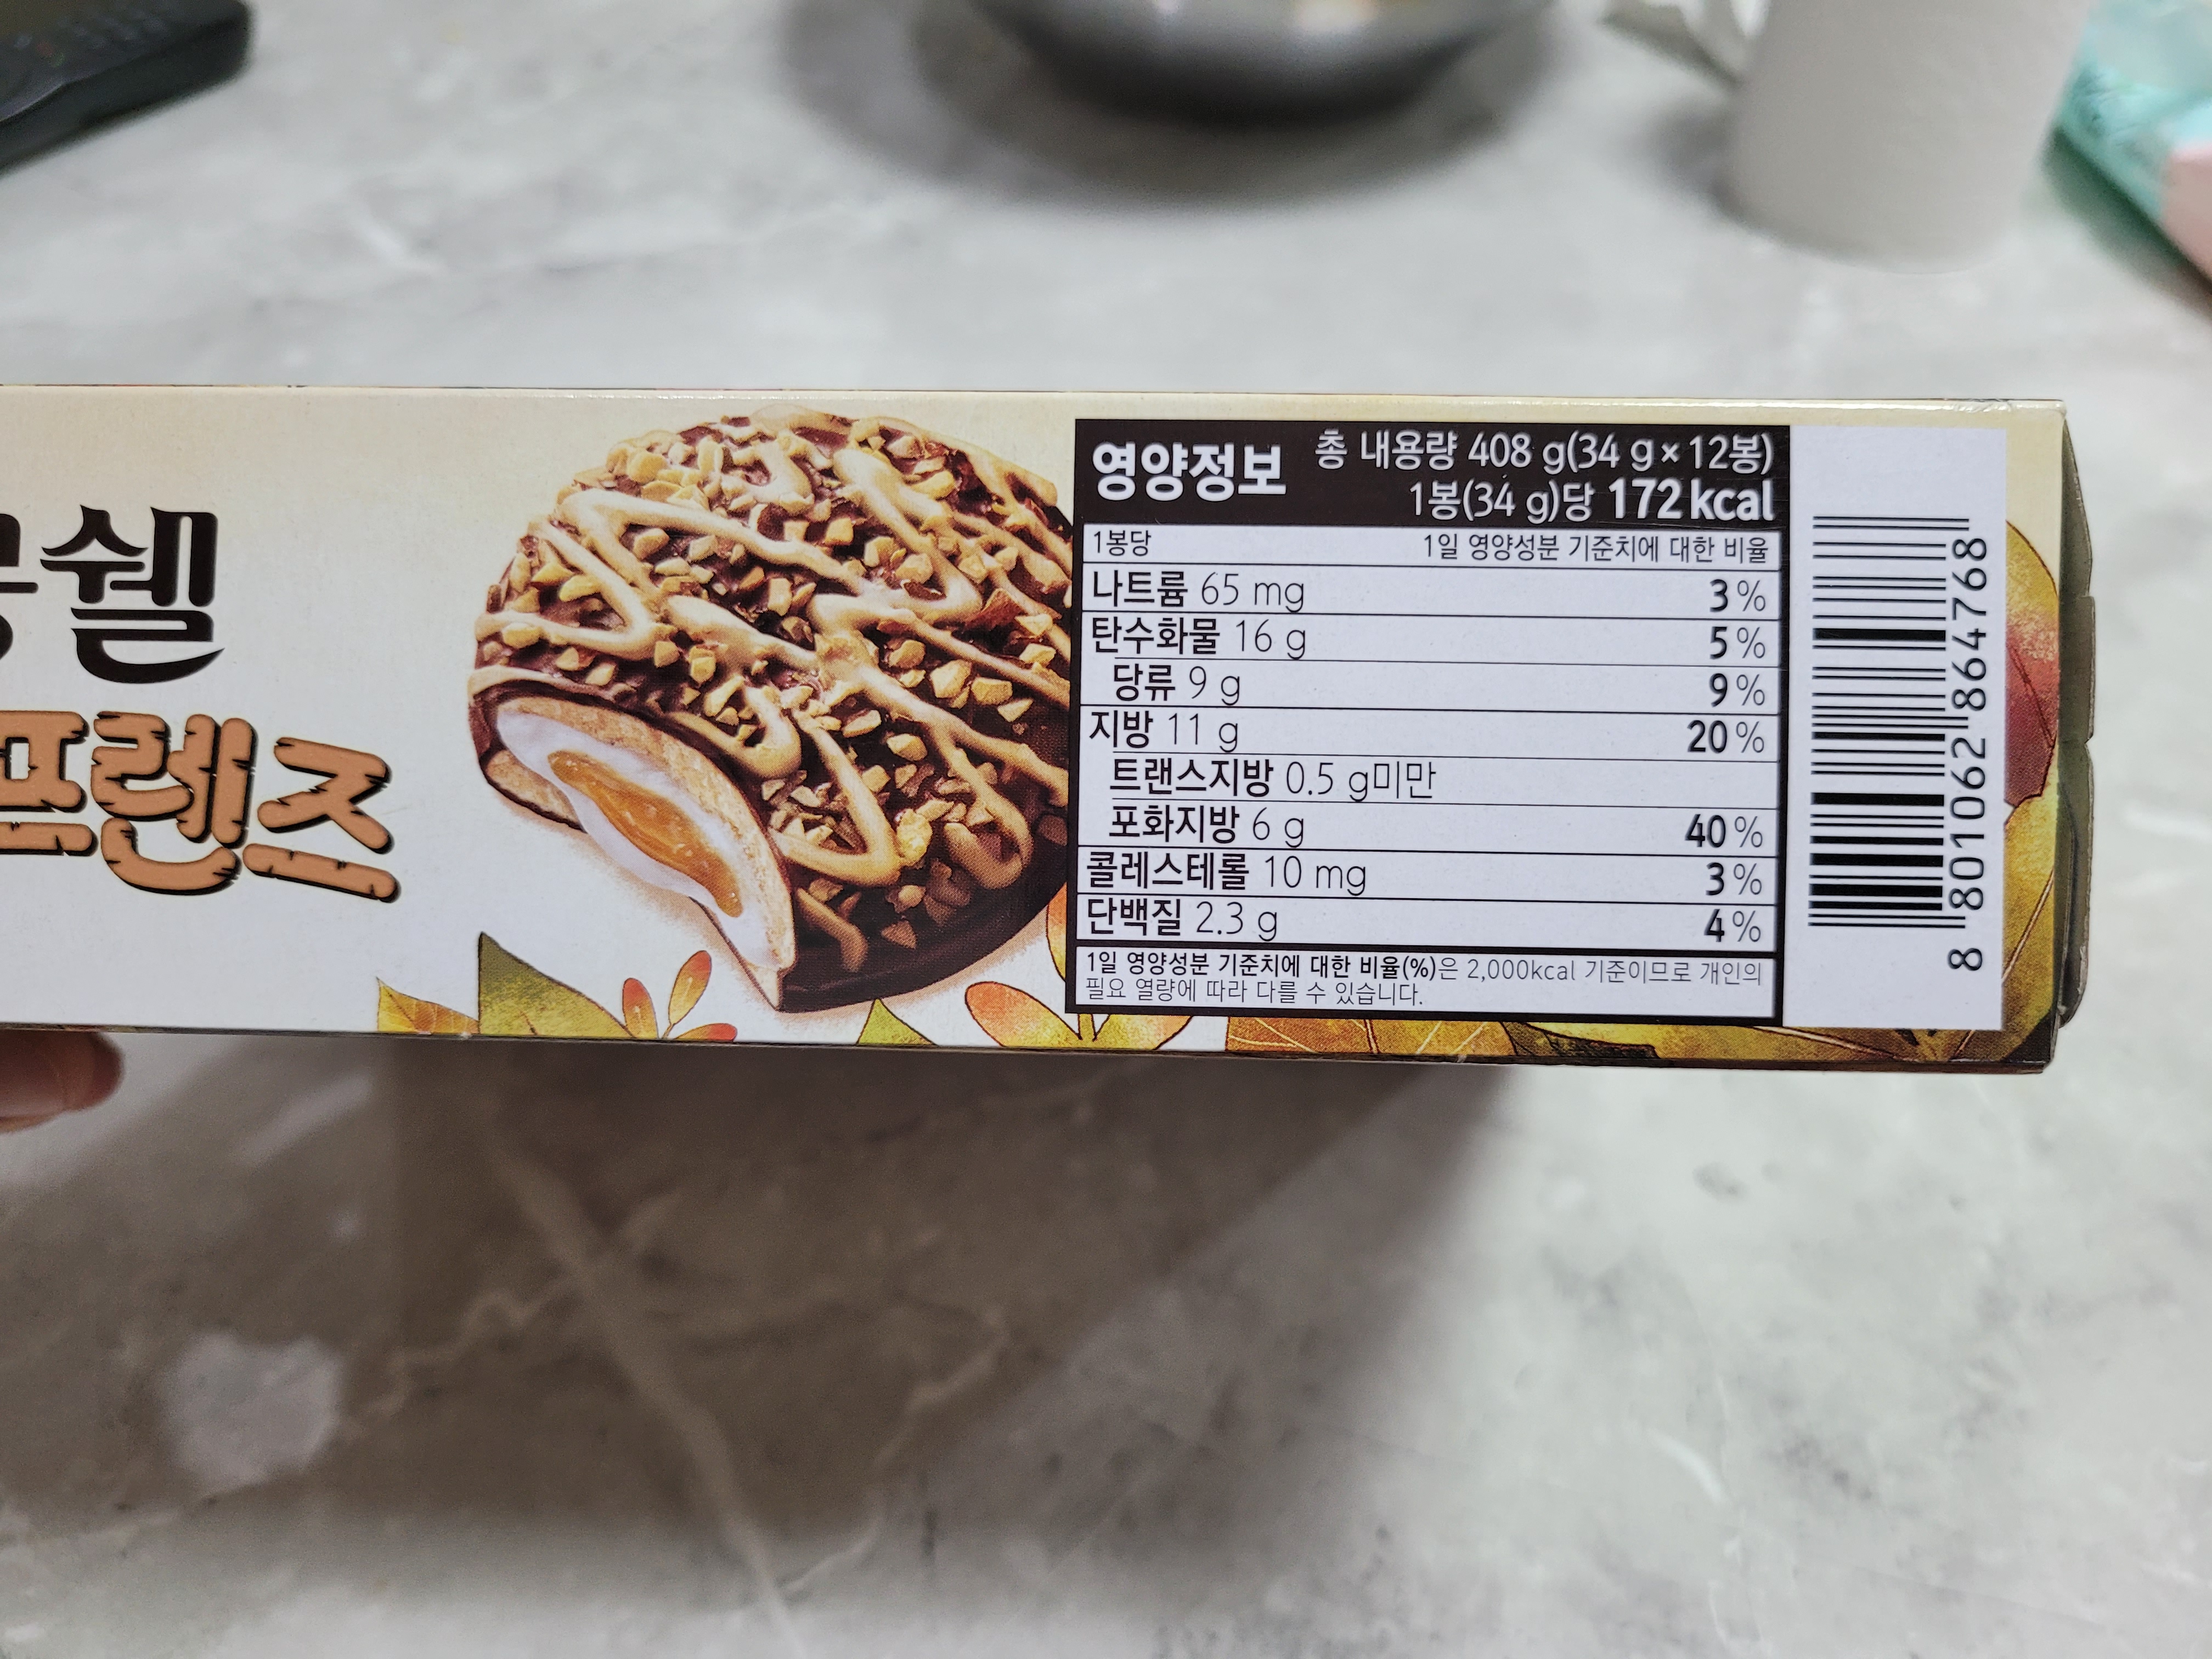 쉘
프렌즈
영양정보
총 내용량 408 g(34 g×12봉)
1봉(34 g)당 172 kcal
1봉당 1일 영양성분 기준치에 대한 비율
나트륨 65 mg 3%
탄수화물 16 g 5%
당류 9 g 9%
지방 11 g 20%
트랜스지방 0.5 g미만
포화지방 6 g 40%
콜레스테롤 10 mg 3%
단백질 2.3 g 4%
1일 영양성분 기준치에 대한 비율(%)은 2,000kcal 기준이므로 개인의
필요 열량에 따라 다를 수 있습니다.
8 801062 864768